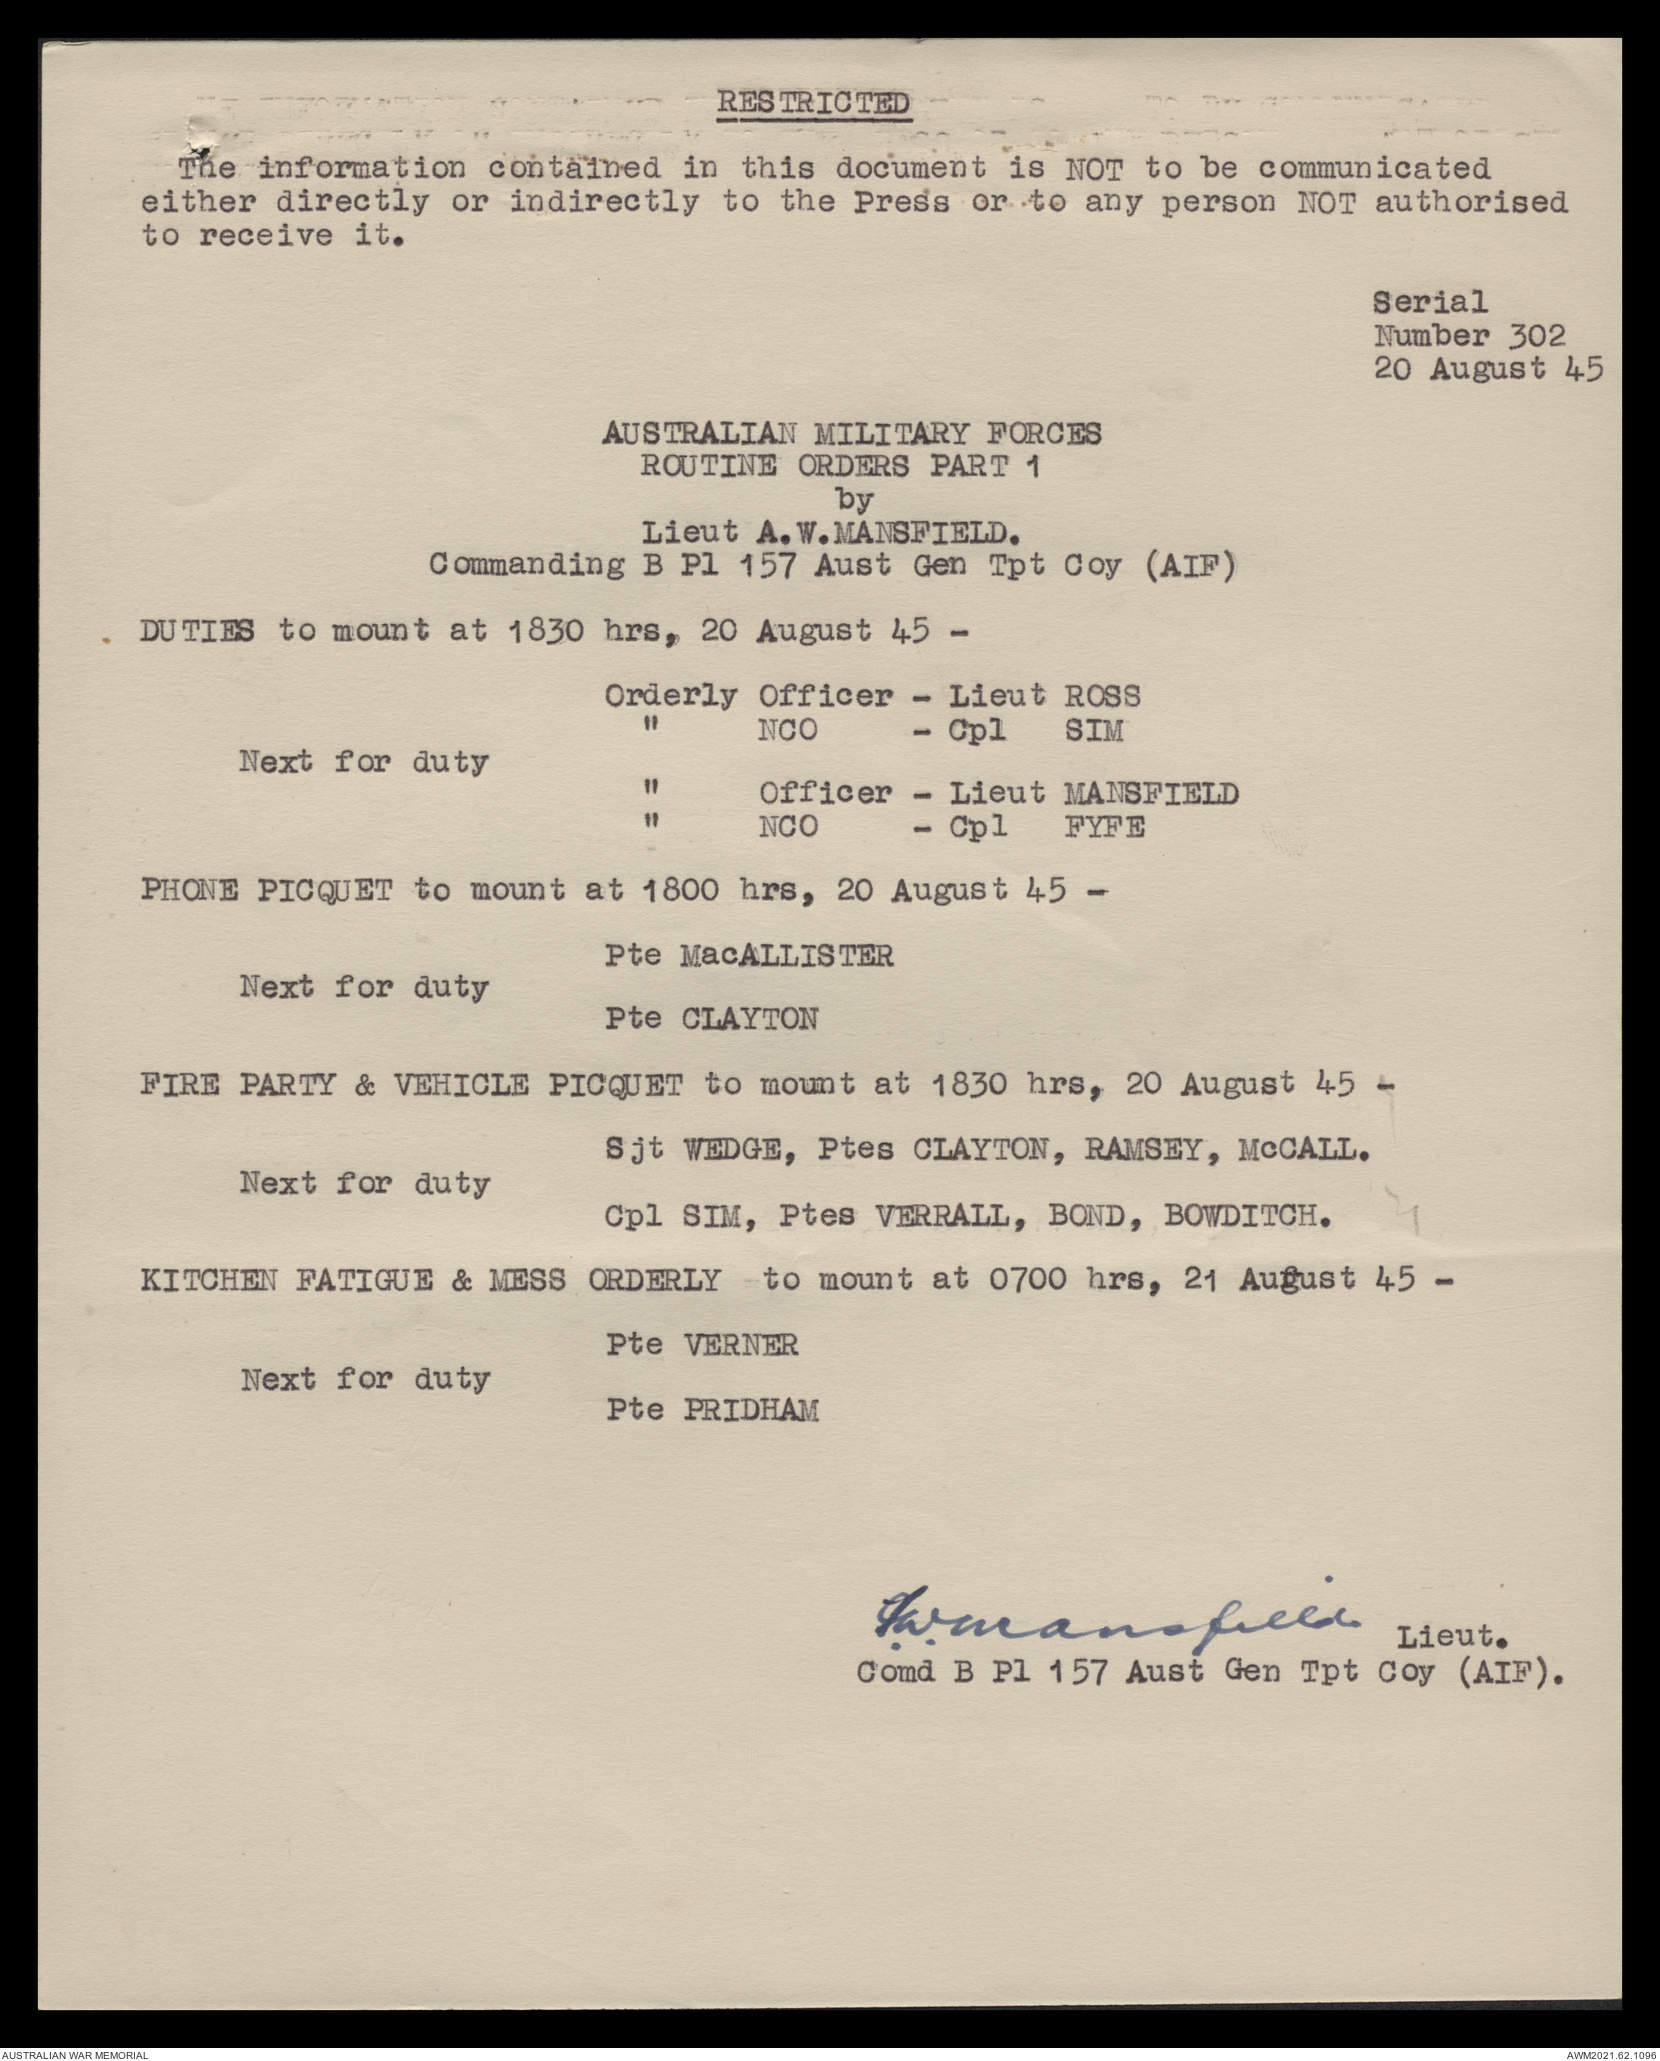 RESTRICTED
The information contained in this document is NOT to be communicated
either directly or indirectly to the Press or to any person NOT authorised
to receive it.
Serial
Number 302
20 August 45
AUSTRALIAN MILITARY FORCES
ROUTINE ORDERS PART 1
by
Lieut A.W.MANSFIELD.
Commanding B Pl 157 Aust Gen Tpt Coy (AIF)
DUTIES to mount at 1830 hrs, 20 August 45 -
Orderly Officer - Lieut ROSS
" NCO - Cpl SIM
Next for duty
" Officer - Lieut MANSFIELD
" NCO - Cpl FYFE
PHONE PICQUET to mount at 1800 hrs, 20 August 45 -
Pte MacALLISTER
Next for duty
Pte CLAYTON
FIRE PARTY & VEHICLE PICQUET to mount at 1830 hrs, 20 August 45 -
Sjt WEDGE, Ptes CLAYTON, RAMSEY, McCALL.
Next for duty
Cpl SIM, Ptes VERRALL, BOND, BOWDITCH.
KITCHEN FATIGUE & MESS ORDERLY to mount at 0700 hrs, 21 August 45 -
Pte VERNER
Next for duty
Pte PRIDHAM
A.W.Mansfield Lieut.
Comd B Pl 157 Aust Gen Tpt Coy (AIF).
AUSTRALIAN WAR MEMORIAL
AWM2021.62.1096